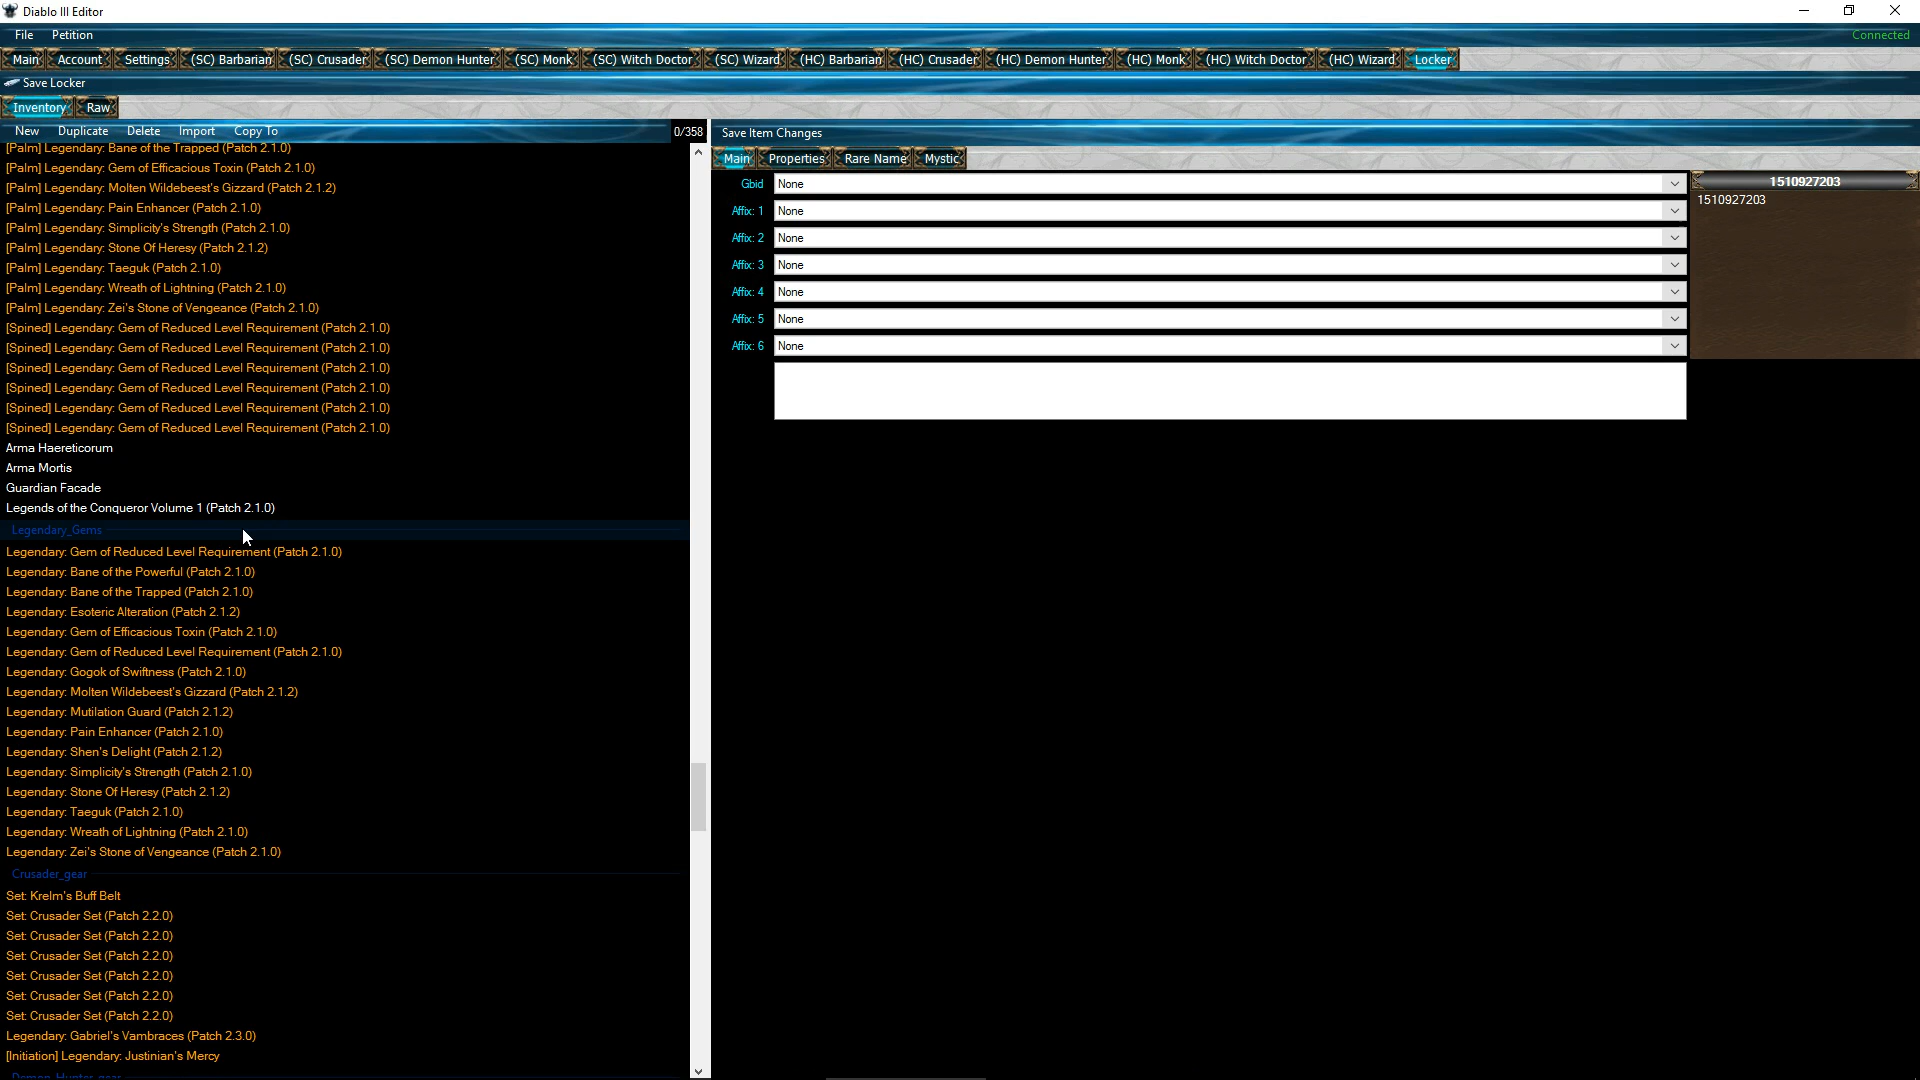 Diablo III Editor
File Petition
Connected
Main Account Settings (SC) Barbarian (SC) Crusader (SC) Demon Hunter (SC) Monk (SC) Witch Doctor (SC) Wizard (HC) Barbarian (HC) Crusader (HC) Demon Hunter (HC) Monk (HC) Witch Doctor (HC) Wizard Locker
Save Locker
Inventory Raw
New Duplicate Delete Import Copy To 0/358
[Palm] Legendary: Bane of the Trapped (Patch 2.1.0)
[Palm] Legendary: Gem of Efficacious Toxin (Patch 2.1.0)
[Palm] Legendary: Molten Wildebeest's Gizzard (Patch 2.1.2)
[Palm] Legendary: Pain Enhancer (Patch 2.1.0)
[Palm] Legendary: Simplicity's Strength (Patch 2.1.0)
[Palm] Legendary: Stone Of Heresy (Patch 2.1.2)
[Palm] Legendary: Taeguk (Patch 2.1.0)
[Palm] Legendary: Wreath of Lightning (Patch 2.1.0)
[Palm] Legendary: Zei's Stone of Vengeance (Patch 2.1.0)
[Spined] Legendary: Gem of Reduced Level Requirement (Patch 2.1.0)
[Spined] Legendary: Gem of Reduced Level Requirement (Patch 2.1.0)
[Spined] Legendary: Gem of Reduced Level Requirement (Patch 2.1.0)
[Spined] Legendary: Gem of Reduced Level Requirement (Patch 2.1.0)
[Spined] Legendary: Gem of Reduced Level Requirement (Patch 2.1.0)
[Spined] Legendary: Gem of Reduced Level Requirement (Patch 2.1.0)
Arma Haereticorum
Arma Mortis
Guardian Facade
Legends of the Conqueror Volume 1 (Patch 2.1.0)
Legendary_Gems
Legendary: Gem of Reduced Level Requirement (Patch 2.1.0)
Legendary: Bane of the Powerful (Patch 2.1.0)
Legendary: Bane of the Trapped (Patch 2.1.0)
Legendary: Esoteric Alteration (Patch 2.1.2)
Legendary: Gem of Efficacious Toxin (Patch 2.1.0)
Legendary: Gem of Reduced Level Requirement (Patch 2.1.0)
Legendary: Gogok of Swiftness (Patch 2.1.0)
Legendary: Molten Wildebeest's Gizzard (Patch 2.1.2)
Legendary: Mutilation Guard (Patch 2.1.2)
Legendary: Pain Enhancer (Patch 2.1.0)
Legendary: Shen's Delight (Patch 2.1.2)
Legendary: Simplicity's Strength (Patch 2.1.0)
Legendary: Stone Of Heresy (Patch 2.1.2)
Legendary: Taeguk (Patch 2.1.0)
Legendary: Wreath of Lightning (Patch 2.1.0)
Legendary: Zei's Stone of Vengeance (Patch 2.1.0)
Crusader_gear
Set: Krelm's Buff Belt
Set: Crusader Set (Patch 2.2.0)
Set: Crusader Set (Patch 2.2.0)
Set: Crusader Set (Patch 2.2.0)
Set: Crusader Set (Patch 2.2.0)
Set: Crusader Set (Patch 2.2.0)
Set: Crusader Set (Patch 2.2.0)
Legendary: Gabriel's Vambraces (Patch 2.3.0)
[Initiation] Legendary: Justinian's Mercy
Demon_Hunter_gear
Save Item Changes
Main Properties Rare Name Mystic
Gbid None
Affix: 1 None
Affix: 2 None
Affix: 3 None
Affix: 4 None
Affix: 5 None
Affix: 6 None
1510927203
1510927203